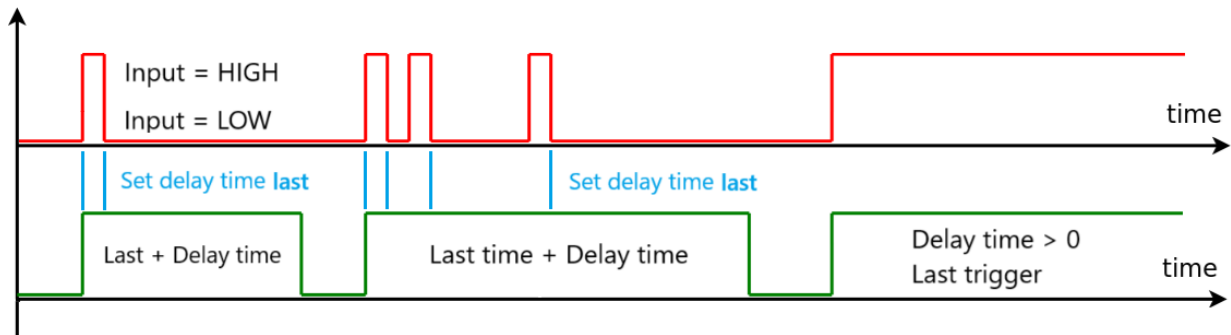 Input = HIGH
Input = LOW
time
Set delay time last
Set delay time last
Last + Delay time
Last time + Delay time
Delay time > 0
Last trigger
time